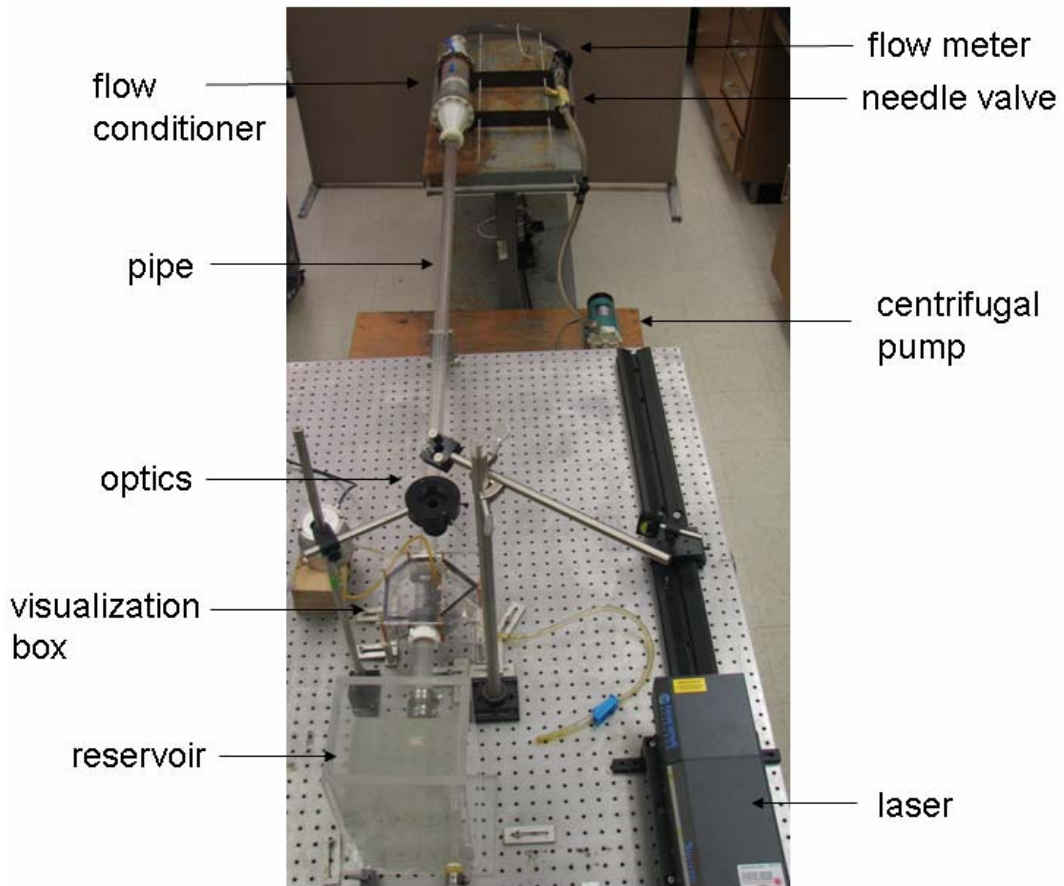 flow meter
flow
conditioner
needle valve
pipe
centrifugal
pump
optics
visualization
box
reservoir
laser